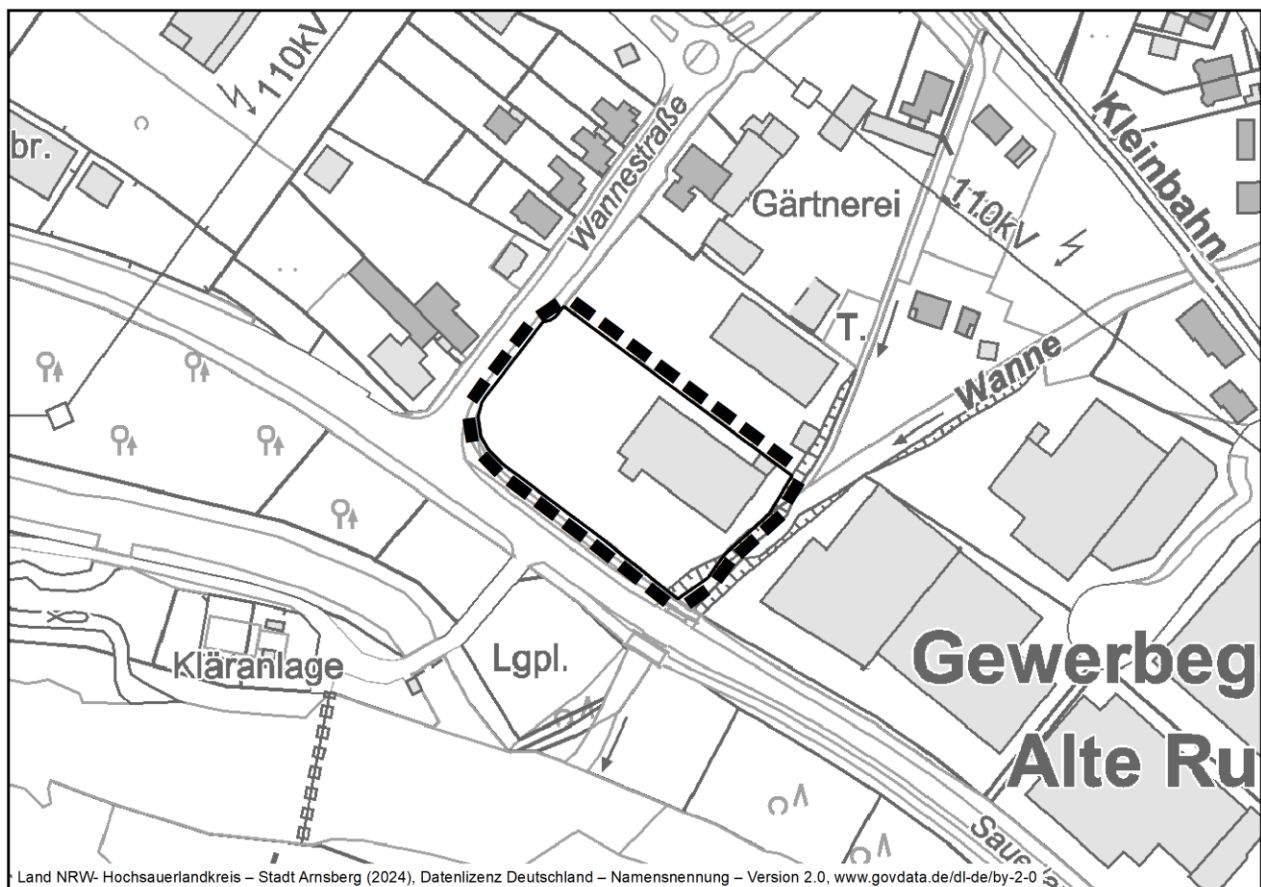 110kV
br.
Wannestraße
Kleinbahn
Gärtnerei
110kV
T.
Wanne
Kläranlage
Lgpl.
Gewerbeg
Alte Ru
Saue
Land NRW- Hochsauerlandkreis – Stadt Arnsberg (2024), Datenlizenz Deutschland – Namensnennung – Version 2.0, www.govdata.de/dl-de/by-2-0